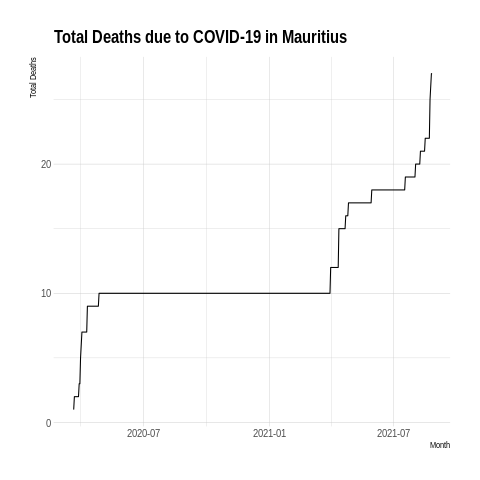 Total Deaths due to COVID-19 in Mauritius
Total Deaths
20
10
0
2020-07 2021-01 2021-07
Month